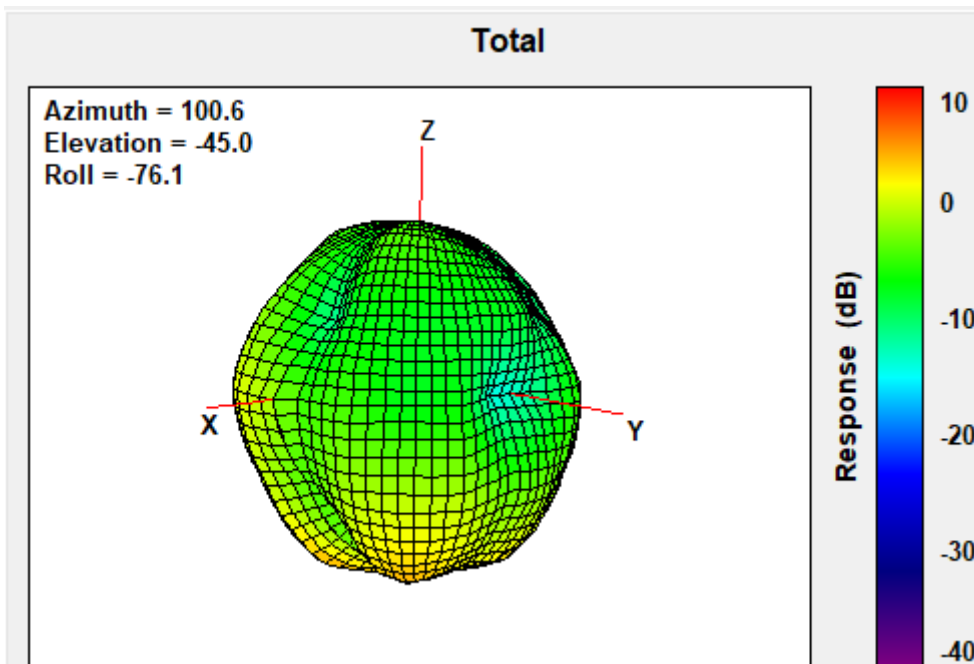 Total
Azimuth = 100.6
Elevation = -45.0
Roll = -76.1
Z
X
Y
Response (dB)
10
0
-10
-20
-30
-40